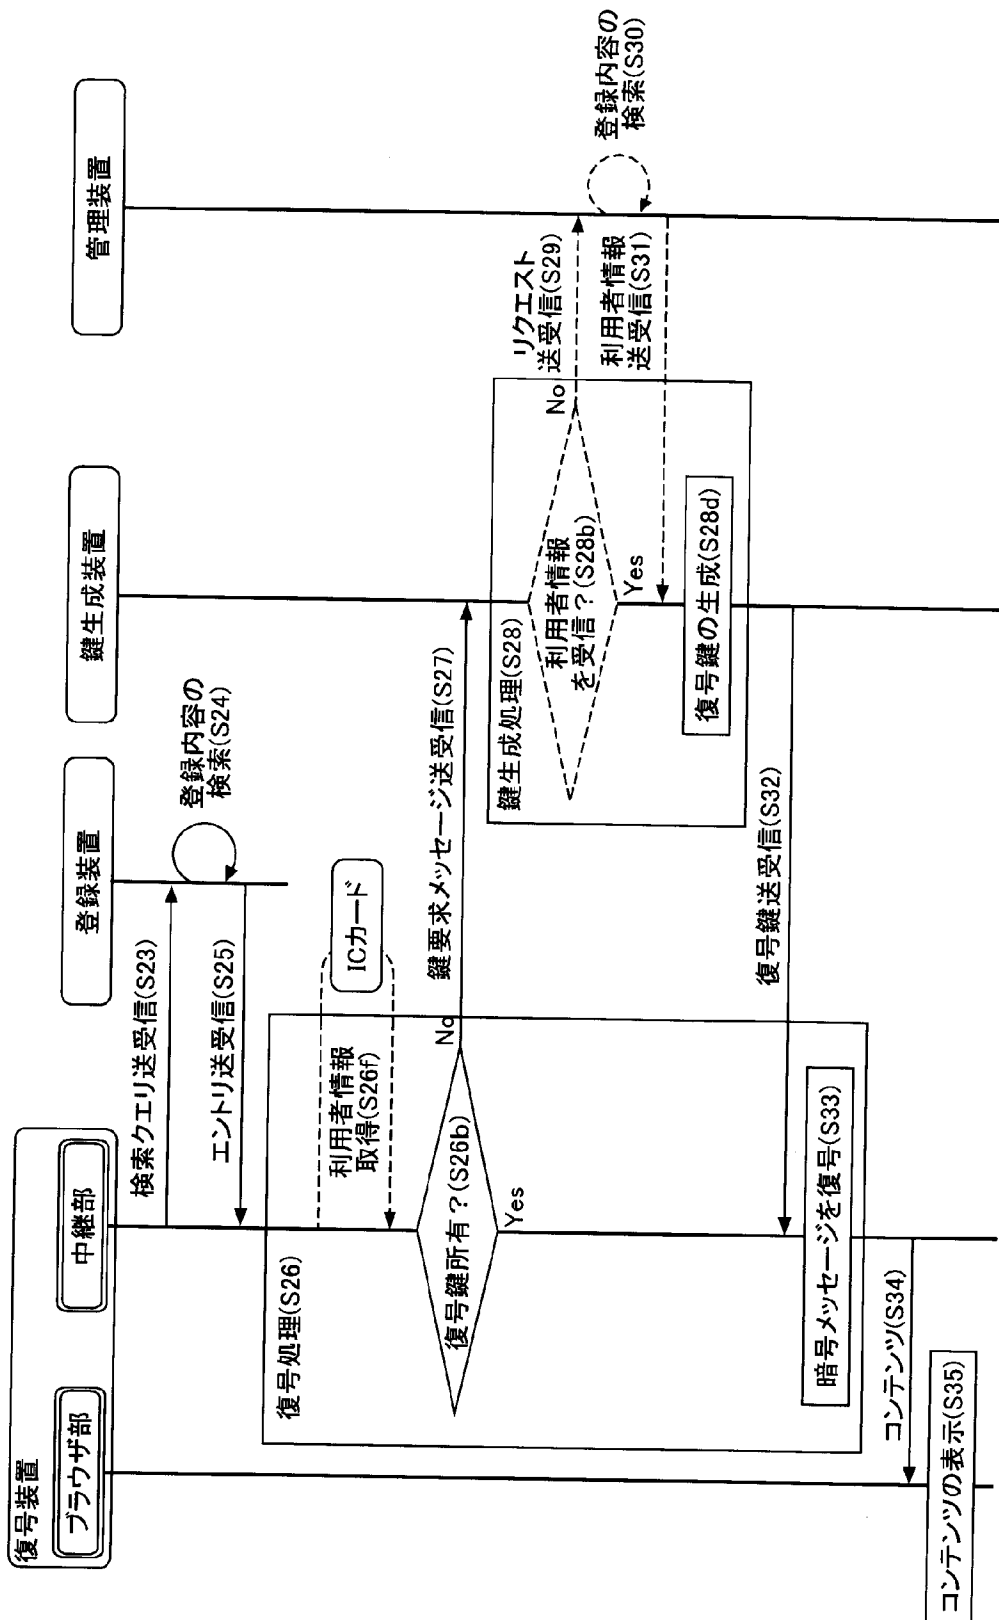 復号装置
ブラウザ部
中継部
登録装置
鍵生成装置
管理装置
検索クエリ送受信(S23)
登録内容の
検索(S24)
エントリ送受信(S25)
復号処理(S26)
利用者情報
取得(S26f)
ICカード
復号鍵所有？(S26b)
No
Yes
鍵要求メッセージ送受信(S27)
鍵生成処理(S28)
利用者情報
を受信？(S28b)
No
Yes
リクエスト
送受信(S29)
登録内容の
検索(S30)
利用者情報
送受信(S31)
復号鍵の生成(S28d)
復号鍵送受信(S32)
暗号メッセージを復号(S33)
コンテンツ(S34)
コンテンツの表示(S35)